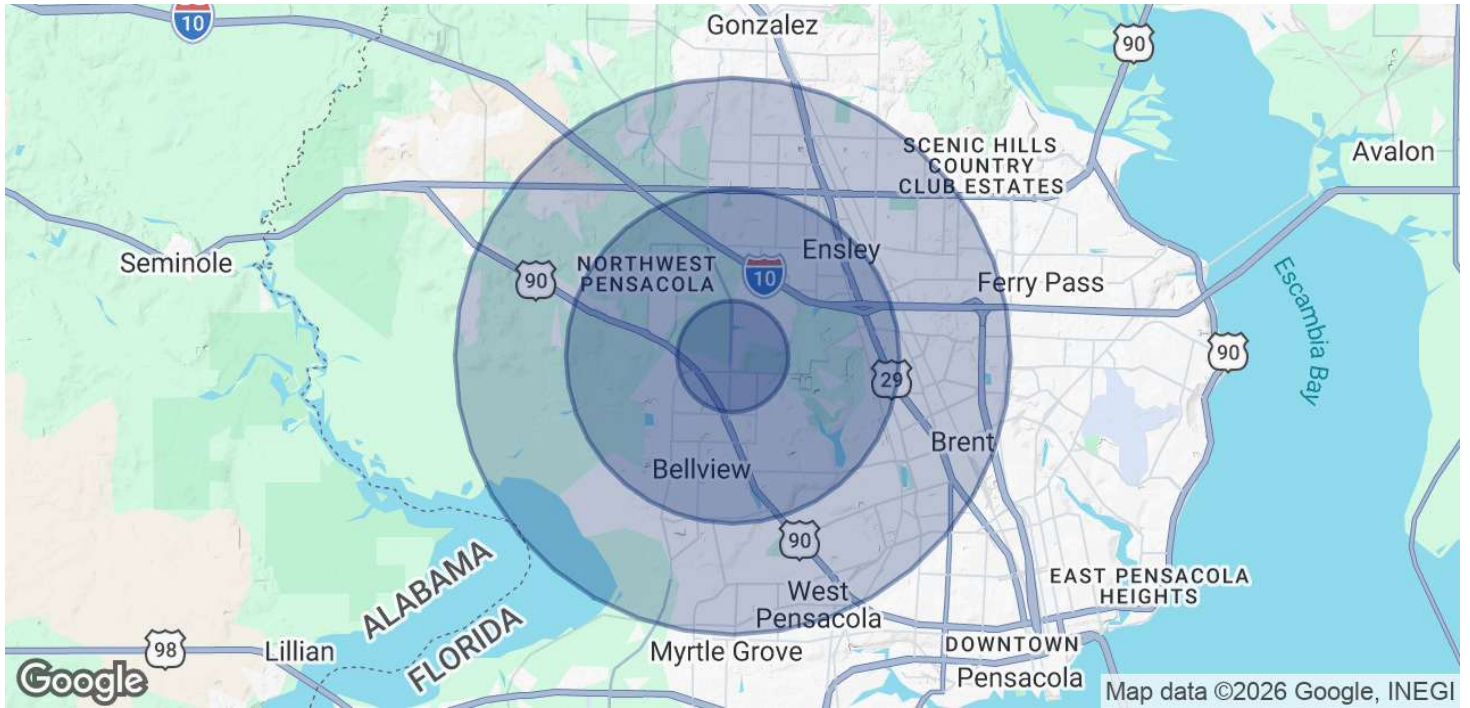 10
Gonzalez
90
SCENIC HILLS
COUNTRY
CLUB ESTATES
Avalon
Seminole
90
NORTHWEST
PENSACOLA
10
Ensley
Ferry Pass
Escambia Bay
90
29
Brent
Bellview
90
ALABAMA
FLORIDA
West
Pensacola
EAST PENSACOLA
HEIGHTS
98
Lillian
Myrtle Grove
DOWNTOWN
Pensacola
Google
Map data ©2026 Google, INEGI